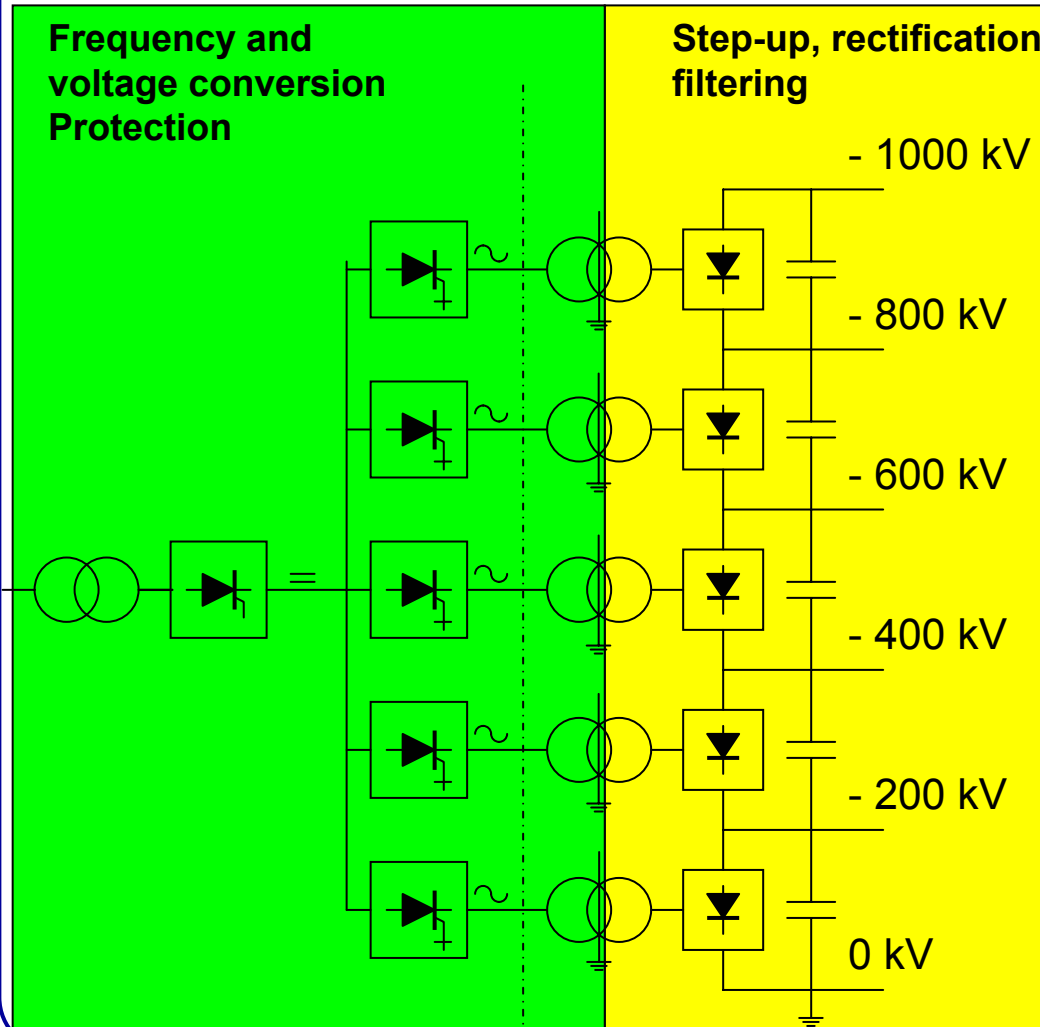 Frequency and
voltage conversion
Protection
Step-up, rectification
filtering
- 1000 kV
- 800 kV
- 600 kV
- 400 kV
- 200 kV
0 kV